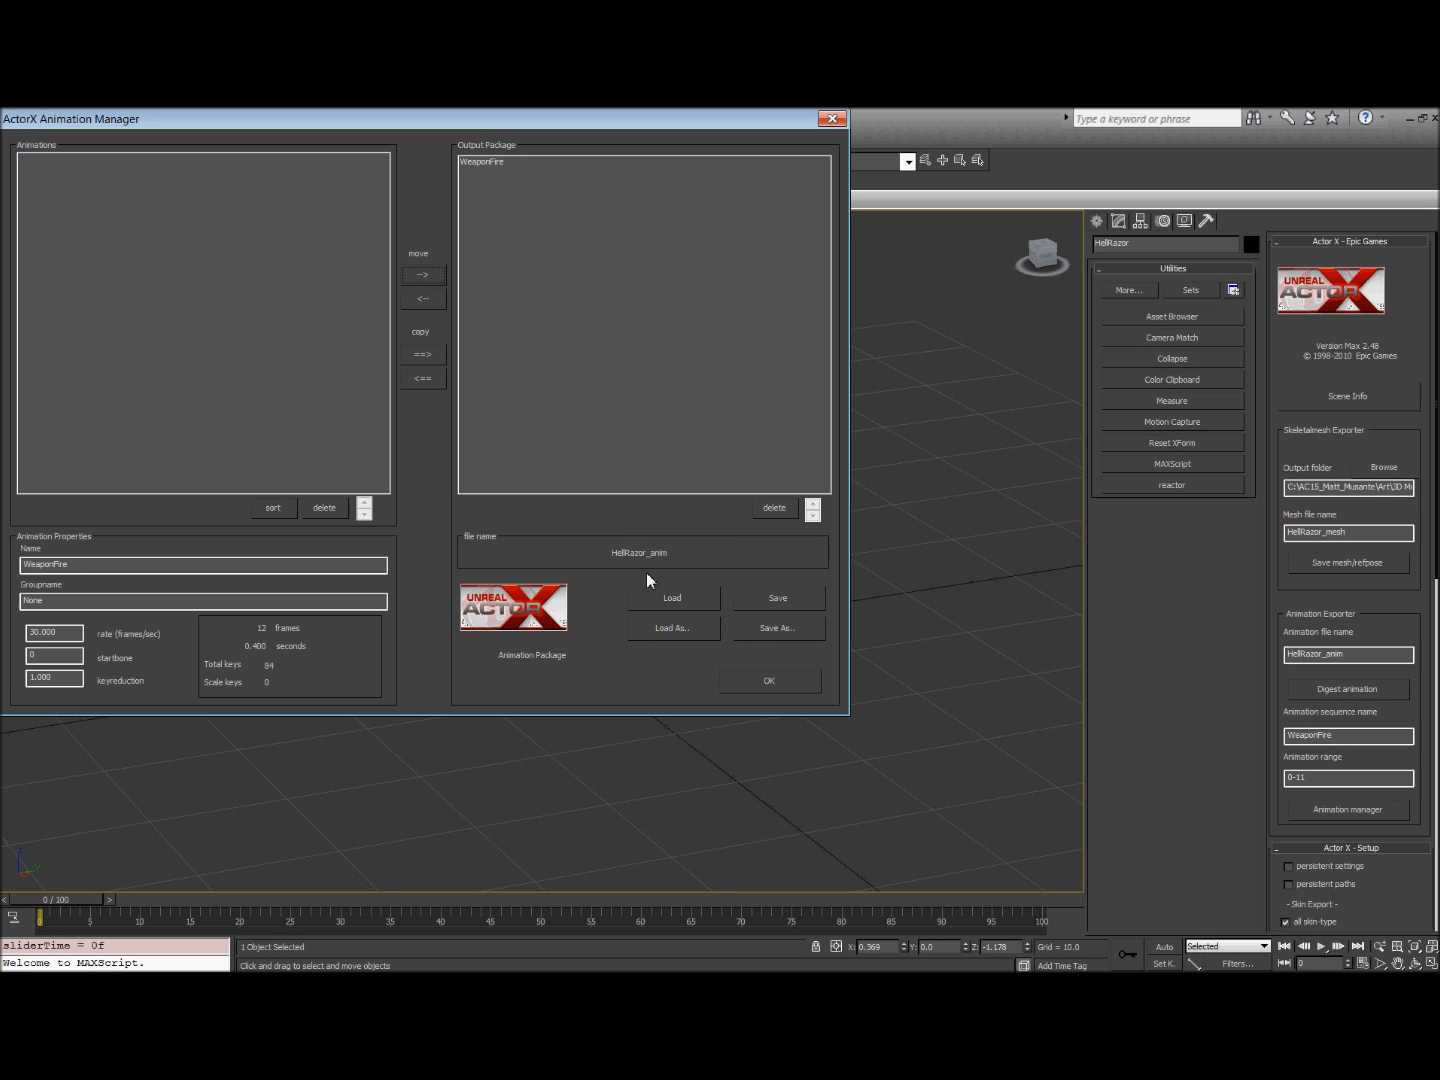 ActorX Animation Manager
Type a keyword or phrase
Animations
Output Package
WeaponFire
move
-->
<--
copy
==>
<==
sort
delete
delete
Animation Properties
Name
WeaponFire
Groupname
None
30.000
rate (frames/sec)
0
startbone
1.000
keyreduction
12 frames
0.400 seconds
Total keys 84
Scale keys 0
file name
HellRazor_anim
UNREAL
ACTORX
Animation Package
Load
Save
Load As..
Save As..
OK
HellRazor
Utilities
More...
Sets
Asset Browser
Camera Match
Collapse
Color Clipboard
Measure
Motion Capture
Reset XForm
MAXScript
reactor
Actor X - Epic Games
UNREAL
ACTORX
Version Max 2.48
© 1998-2010 Epic Games
Scene Info
Skeletalmesh Exporter
Output folder
Browse
C:\AC15_Matt_Musante\Art\3D M
Mesh file name
HellRazor_mesh
Save mesh/refpose
Animation Exporter
Animation file name
HellRazor_anim
Digest animation
Animation sequence name
WeaponFire
Animation range
0-11
Animation manager
Actor X - Setup
persistent settings
persistent paths
- Skin Export -
all skin-type
< 0 / 100 >
0 5 10 15 20 25 30 35 40 45 50 55 60 65 70 75 80 85 90 95 100
sliderTime = 0f
Welcome to MAXScript.
1 Object Selected
Click and drag to select and move objects
X: 0.369 Y: 0.0 Z: -1.178 Grid = 10.0
Add Time Tag
Auto
Selected
Set K.
Filters...
0